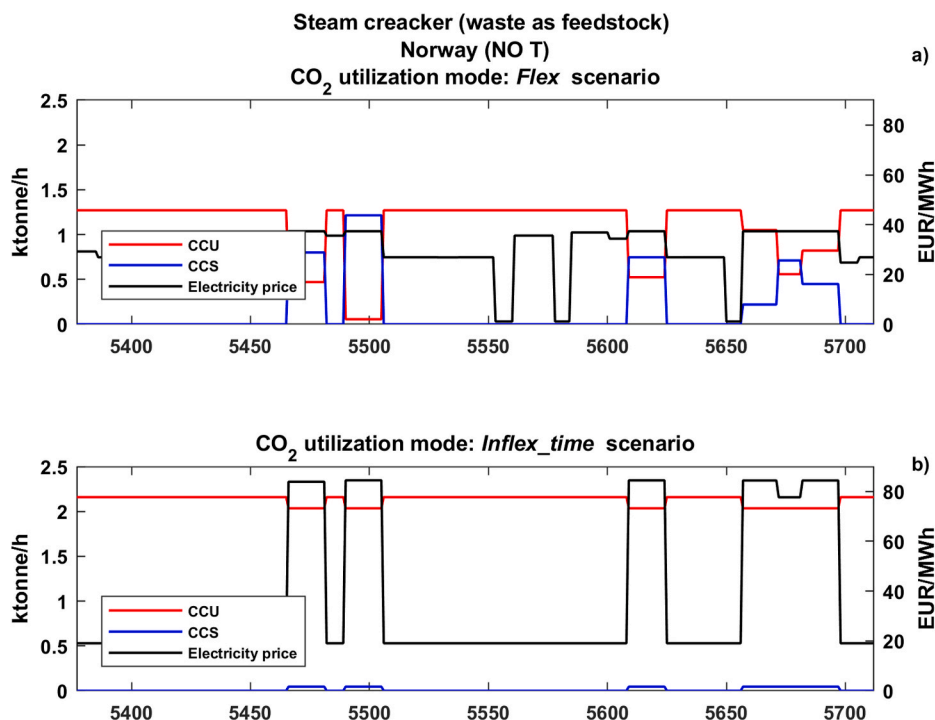 Steam creacker (waste as feedstock)
Norway (NO T)
CO2 utilization mode: Flex scenario
a)
2.5
2
1.5
1
0.5
0
ktonne/h
80
60
40
20
0
EUR/MWh
CCU
CCS
Electricity price
5400 5450 5500 5550 5600 5650 5700
CO2 utilization mode: Inflex_time scenario
b)
2.5
2
1.5
1
0.5
0
ktonne/h
80
60
40
20
0
EUR/MWh
CCU
CCS
Electricity price
5400 5450 5500 5550 5600 5650 5700